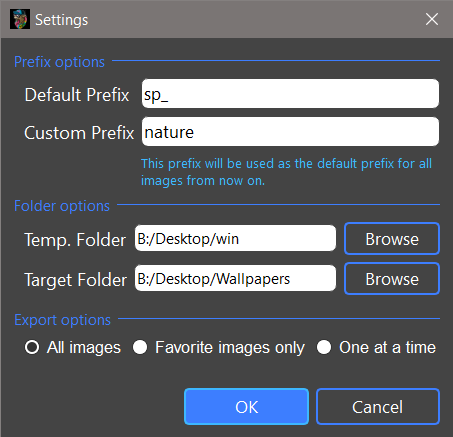 Settings
Prefix options
Default Prefix sp_
Custom Prefix nature
This prefix will be used as the default prefix for all
images from now on.
Folder options
Temp. Folder B:/Desktop/win Browse
Target Folder B:/Desktop/Wallpapers Browse
Export options
All images Favorite images only One at a time
OK Cancel